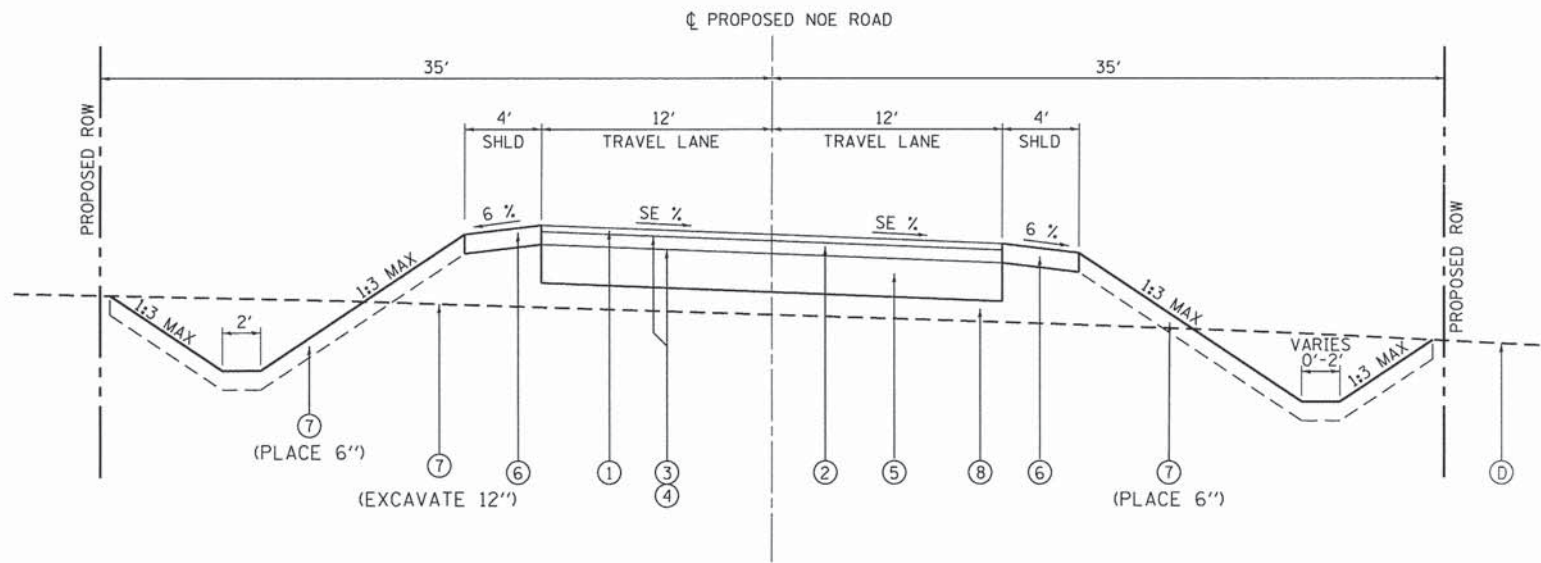 ℄ PROPOSED NOE ROAD
35'
35'
PROPOSED ROW
PROPOSED ROW
4'
12'
12'
4'
SHLD
TRAVEL LANE
TRAVEL LANE
SHLD
6 %
SE %
SE %
6 %
1:3 MAX
2'
1:3 MAX
1:3 MAX
VARIES
0'-2'
1:3 MAX
7
(PLACE 6")
7
(EXCAVATE 12")
6
1
3
4
2
5
8
6
7
(PLACE 6")
D